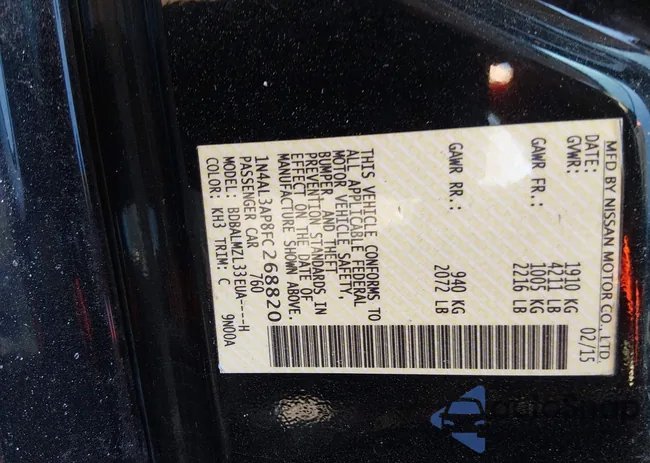 MFD BY NISSAN MOTOR CO., LTD.
DATE: 02/15
GVWR: 1910 KG
4211 LB
GAWR FR.: 1005 KG
2216 LB
GAWR RR.: 940 KG
2072 LB
THIS VEHICLE CONFORMS TO
ALL APPLICABLE FEDERAL
MOTOR VEHICLE SAFETY,
BUMPER AND THEFT
PREVENTION STANDARDS IN
EFFECT ON THE DATE OF
MANUFACTURE SHOWN ABOVE.
1N4AL3AP8FC268820
PASSENGER CAR 760
MODEL: BDBALMZL33EUA----H
COLOR: KH3 TRIM: C 9N00A